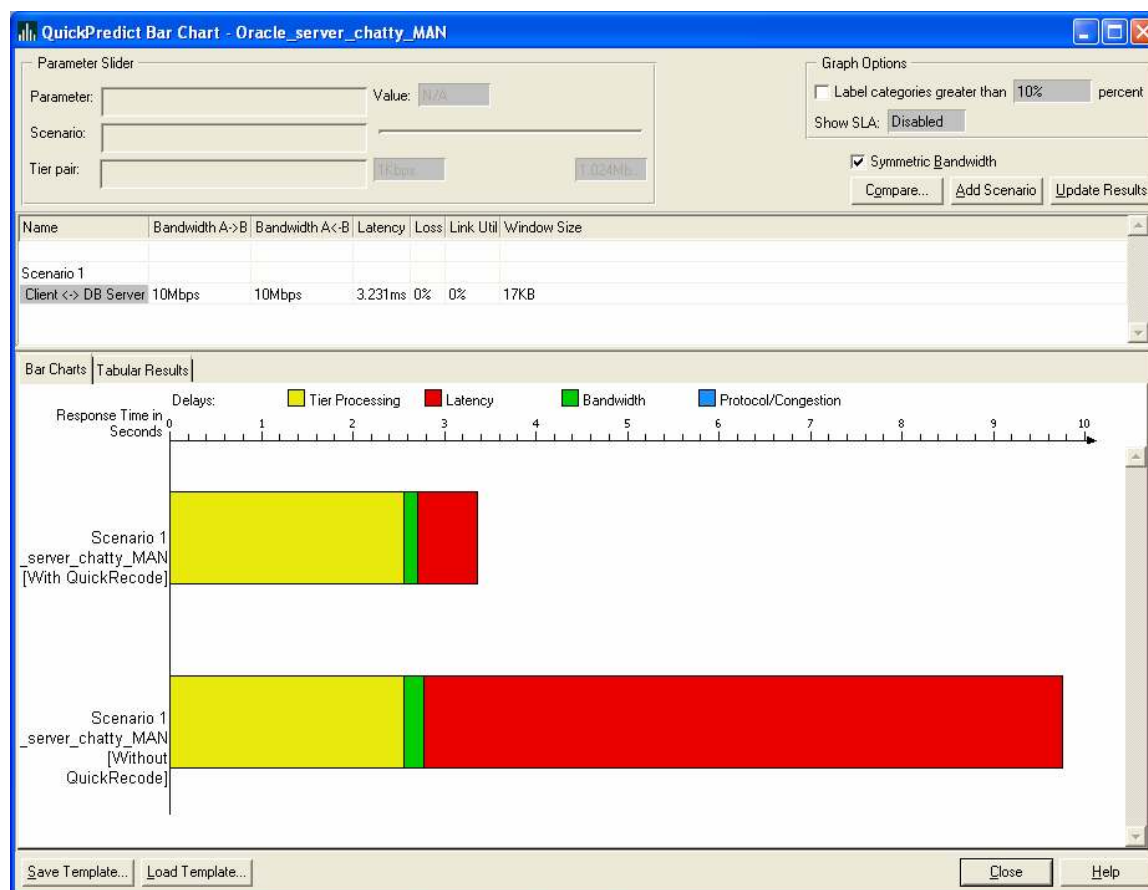 QuickPredict Bar Chart - Oracle_server_chatty_MAN
Parameter Slider
Parameter:
Value: N/A
Scenario:
Tier pair:
1Kbps
1.024Mb...
Graph Options
Label categories greater than 10% percent
Show SLA: Disabled
Symmetric Bandwidth
Compare... Add Scenario Update Results
Name Bandwidth A->B Bandwidth A<-B Latency Loss Link Util Window Size
Scenario 1
Client <-> DB Server 10Mbps 10Mbps 3.231ms 0% 0% 17KB
Bar Charts Tabular Results
Delays: Tier Processing Latency Bandwidth Protocol/Congestion
Response Time in
Seconds
0 1 2 3 4 5 6 7 8 9 10
Scenario 1
_server_chatty_MAN
[With QuickRecode]
Scenario 1
_server_chatty_MAN
[Without
QuickRecode]
Save Template... Load Template... Close Help